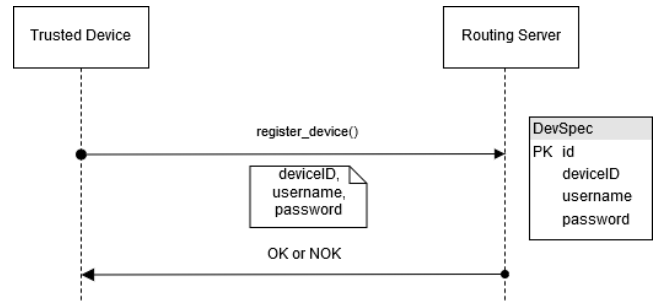 Trusted Device
Routing Server
register_device()
deviceID,
username,
password
DevSpec
PK id
deviceID
username
password
OK or NOK